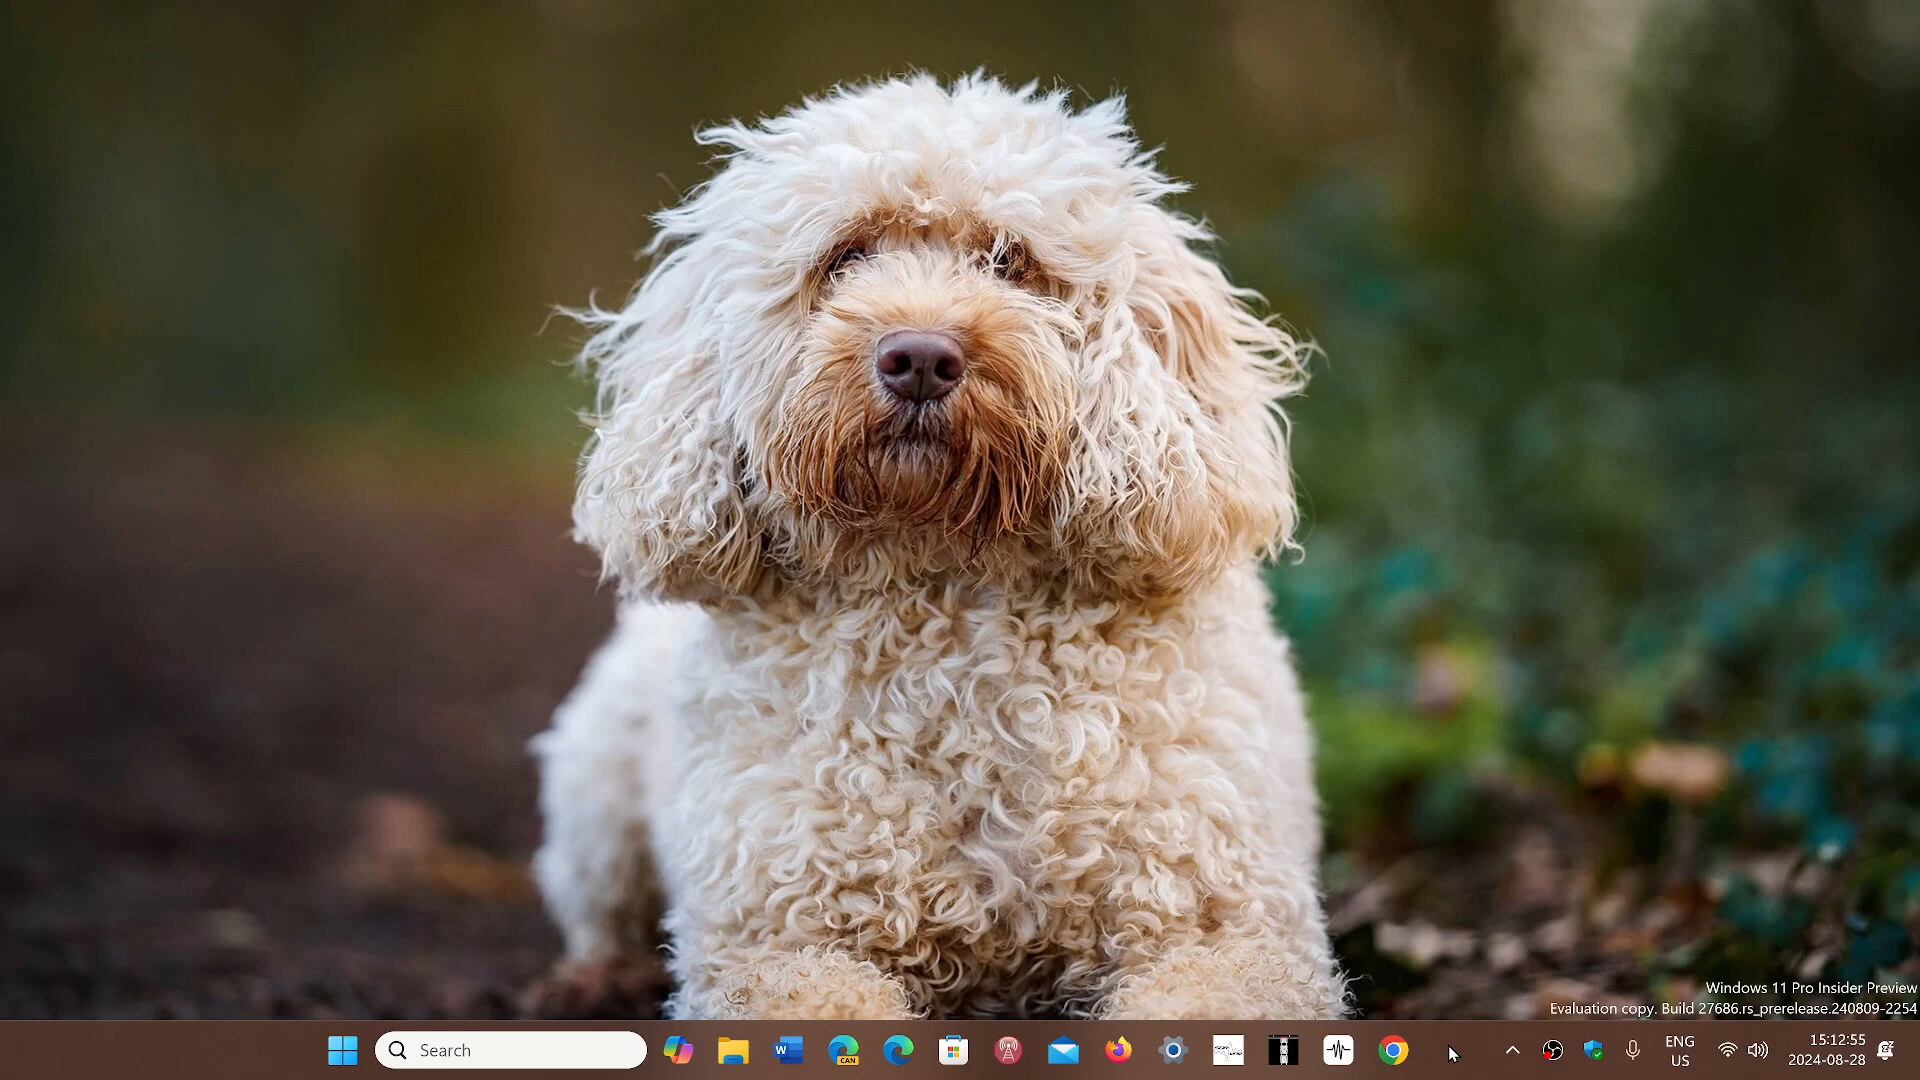 Windows 11 Pro Insider Preview
Evaluation copy. Build 27686.rs_prerelease.240809-2254
Search
W
CAN
ENG
US
15:12:55
2024-08-28